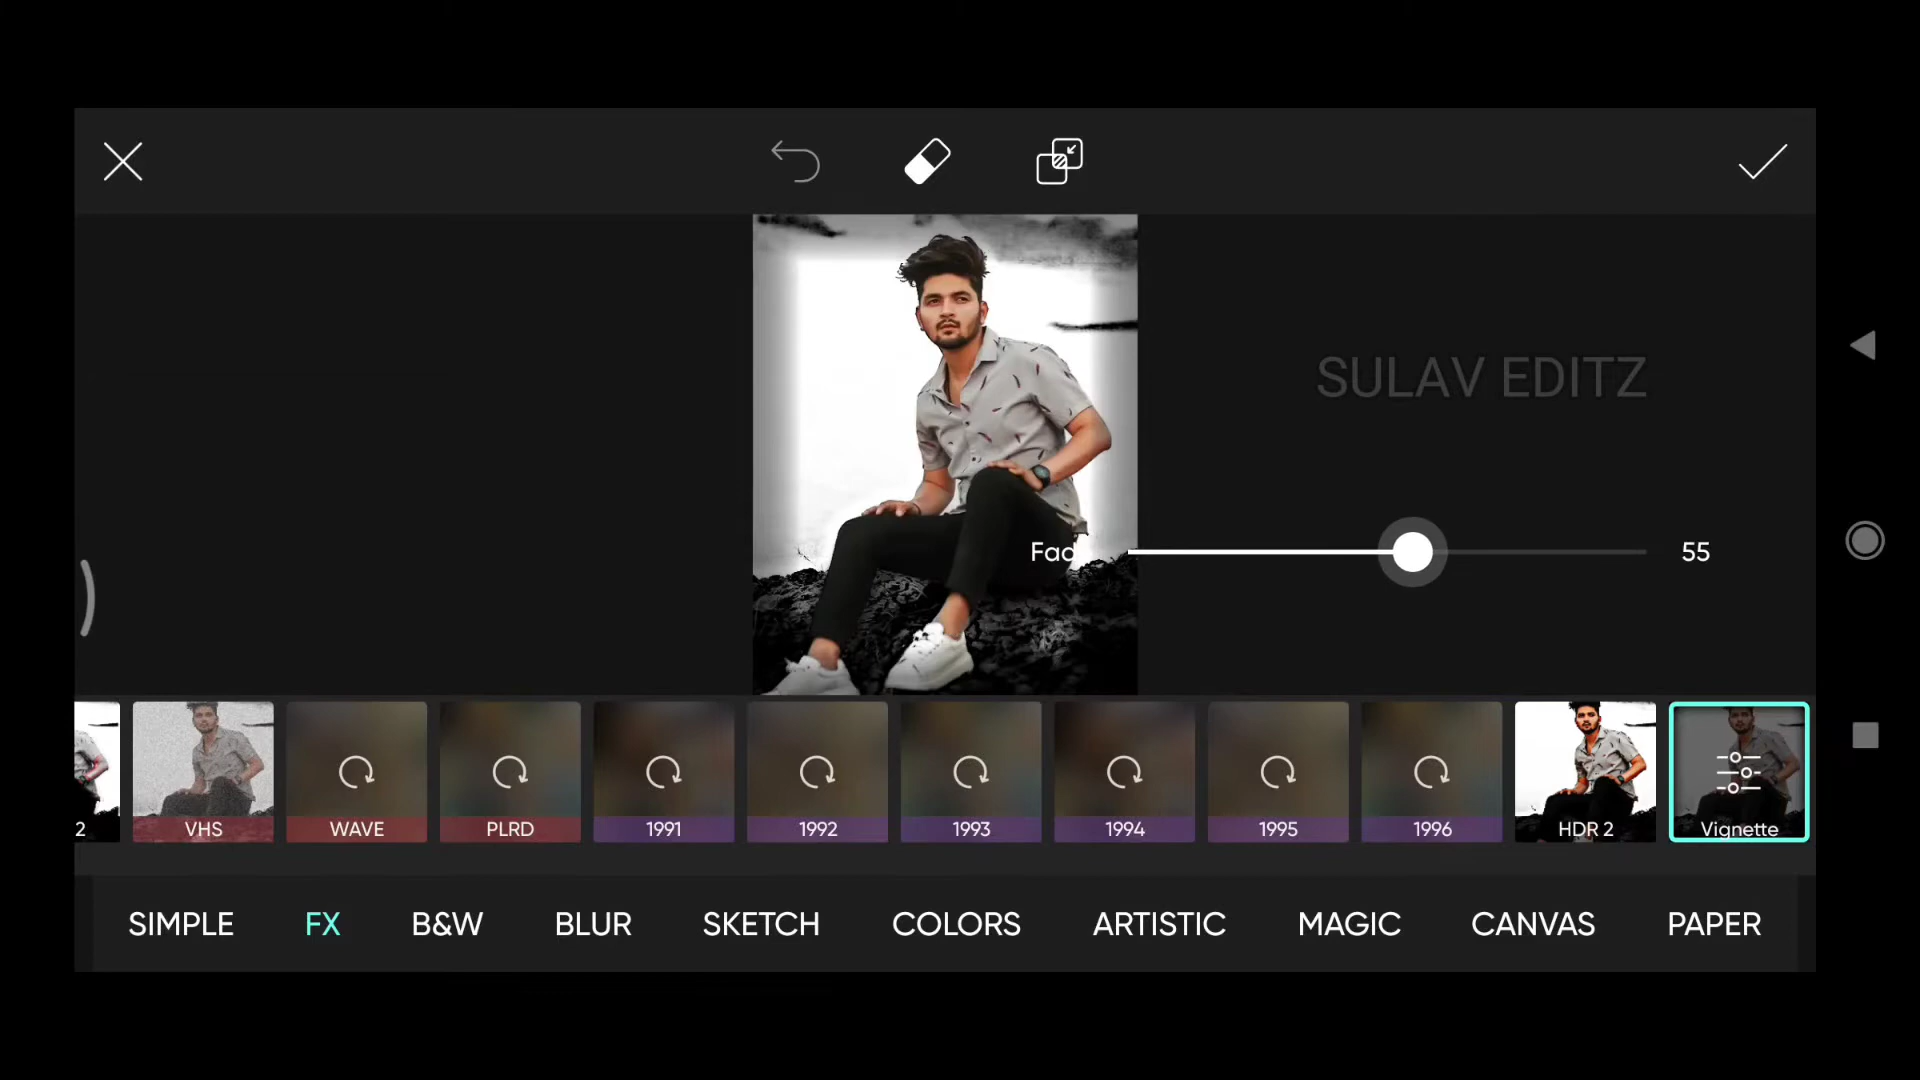 SULAV EDITZ
Fad 55
2 VHS WAVE PLRD 1991 1992 1993 1994 1995 1996 HDR 2 Vignette
SIMPLE FX B&W BLUR SKETCH COLORS ARTISTIC MAGIC CANVAS PAPER